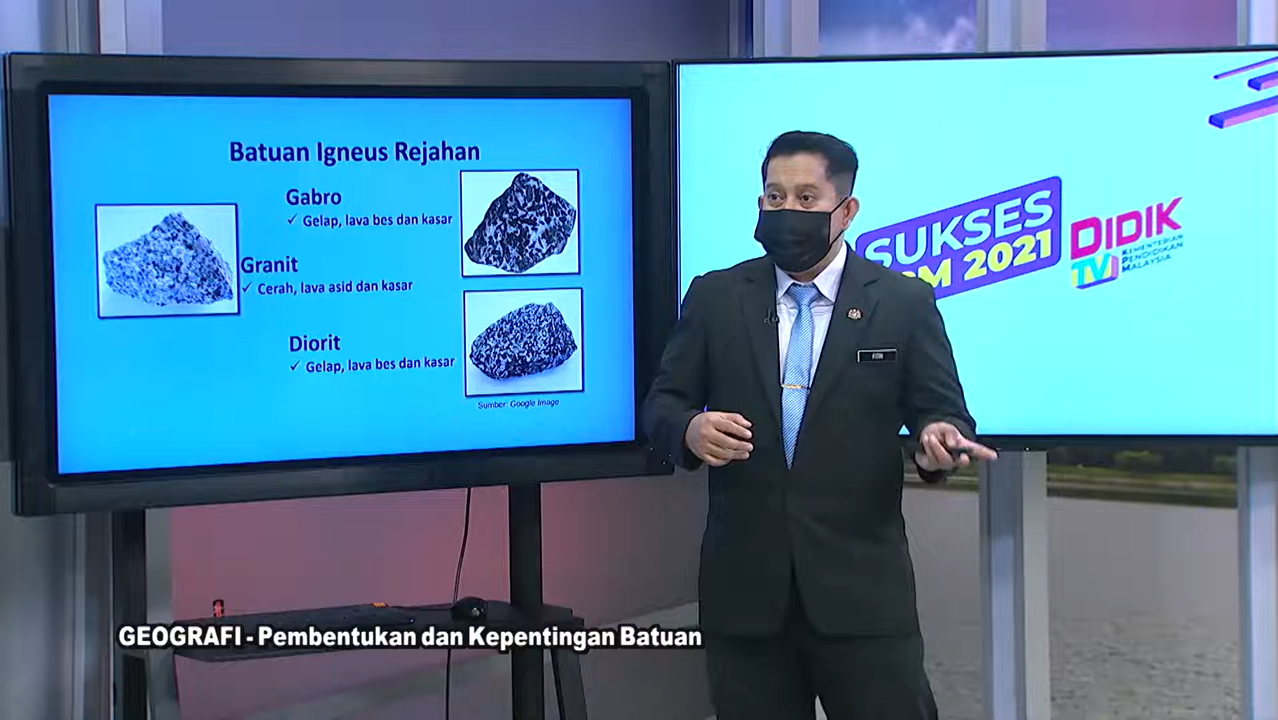 Batuan Igneus Rejahan
Gabro
✓ Gelap, lava bes dan kasar
Granit
✓ Cerah, lava asid dan kasar
Diorit
✓ Gelap, lava bes dan kasar
Sumber: Google Image
SUKSES
PM 2021
DIDIK
TV
KEMENTERIAN
PENDIDIKAN
MALAYSIA
GEOGRAFI - Pembentukan dan Kepentingan Batuan